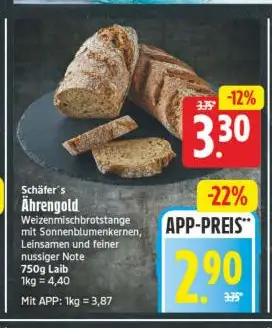 3.75*
-12%
3.30
Schäfer's
Ährengold
Weizenmischbrotstange
mit Sonnenblumenkernen,
Leinsamen und feiner
nussiger Note
750g Laib
1kg = 4,40
Mit APP: 1kg = 3,87
-22%
APP-PREIS**
2.90
3.75*